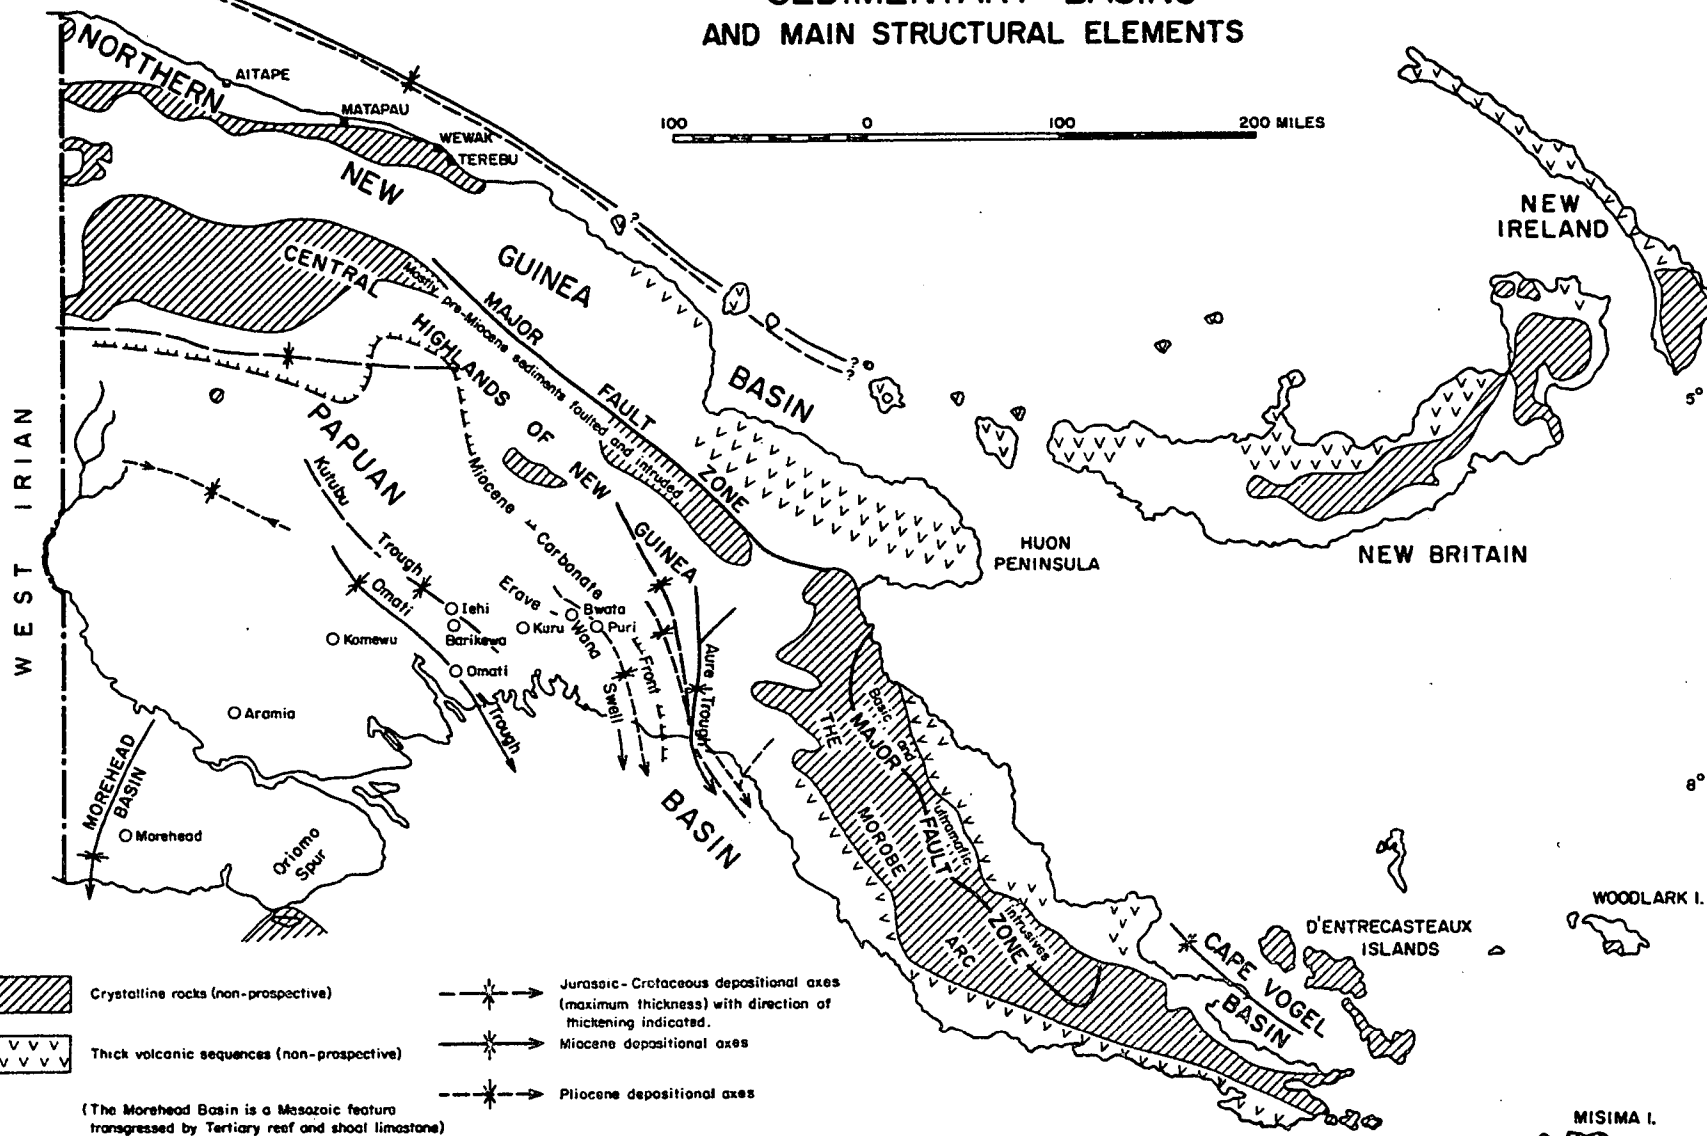 SEDIMENTARY BASINS
AND MAIN STRUCTURAL ELEMENTS
100 0 100 200 MILES
NORTHERN
NEW
GUINEA
BASIN
AITAPE
MATAPAU
WEWAK
TEREBU
?
?
?
CENTRAL
HIGHLANDS
OF
NEW
GUINEA
Mostly pre-Miocene sediments faulted and intruded
MAJOR
FAULT
ZONE
NEW
IRELAND
5°
NEW BRITAIN
HUON
PENINSULA
WEST IRIAN
PAPUAN
BASIN
Kutubu
Trough
Omati
Trough
Miocene
Carbonate
Front
Erave
Wana
Swell
Iehi
Barikewa
Kuru
Bwata
Puri
Komewu
Omati
Aramia
Aure
Trough
MOREHEAD
BASIN
Morehead
Oriomo
Spur
THE
MOROBE
ARC
MAJOR
FAULT
ZONE
Basic
and
ultramafic
intrusives
8°
WOODLARK I.
D'ENTRECASTEAUX
ISLANDS
CAPE VOGEL
BASIN
MISIMA I.
Crystalline rocks (non-prospective)
Thick volcanic sequences (non-prospective)
(The Morehead Basin is a Mesozoic feature
transgressed by Tertiary reef and shoal limestone)
Jurassic-Cretaceous depositional axes
(maximum thickness) with direction of
thickening indicated.
Miocene depositional axes
Pliocene depositional axes